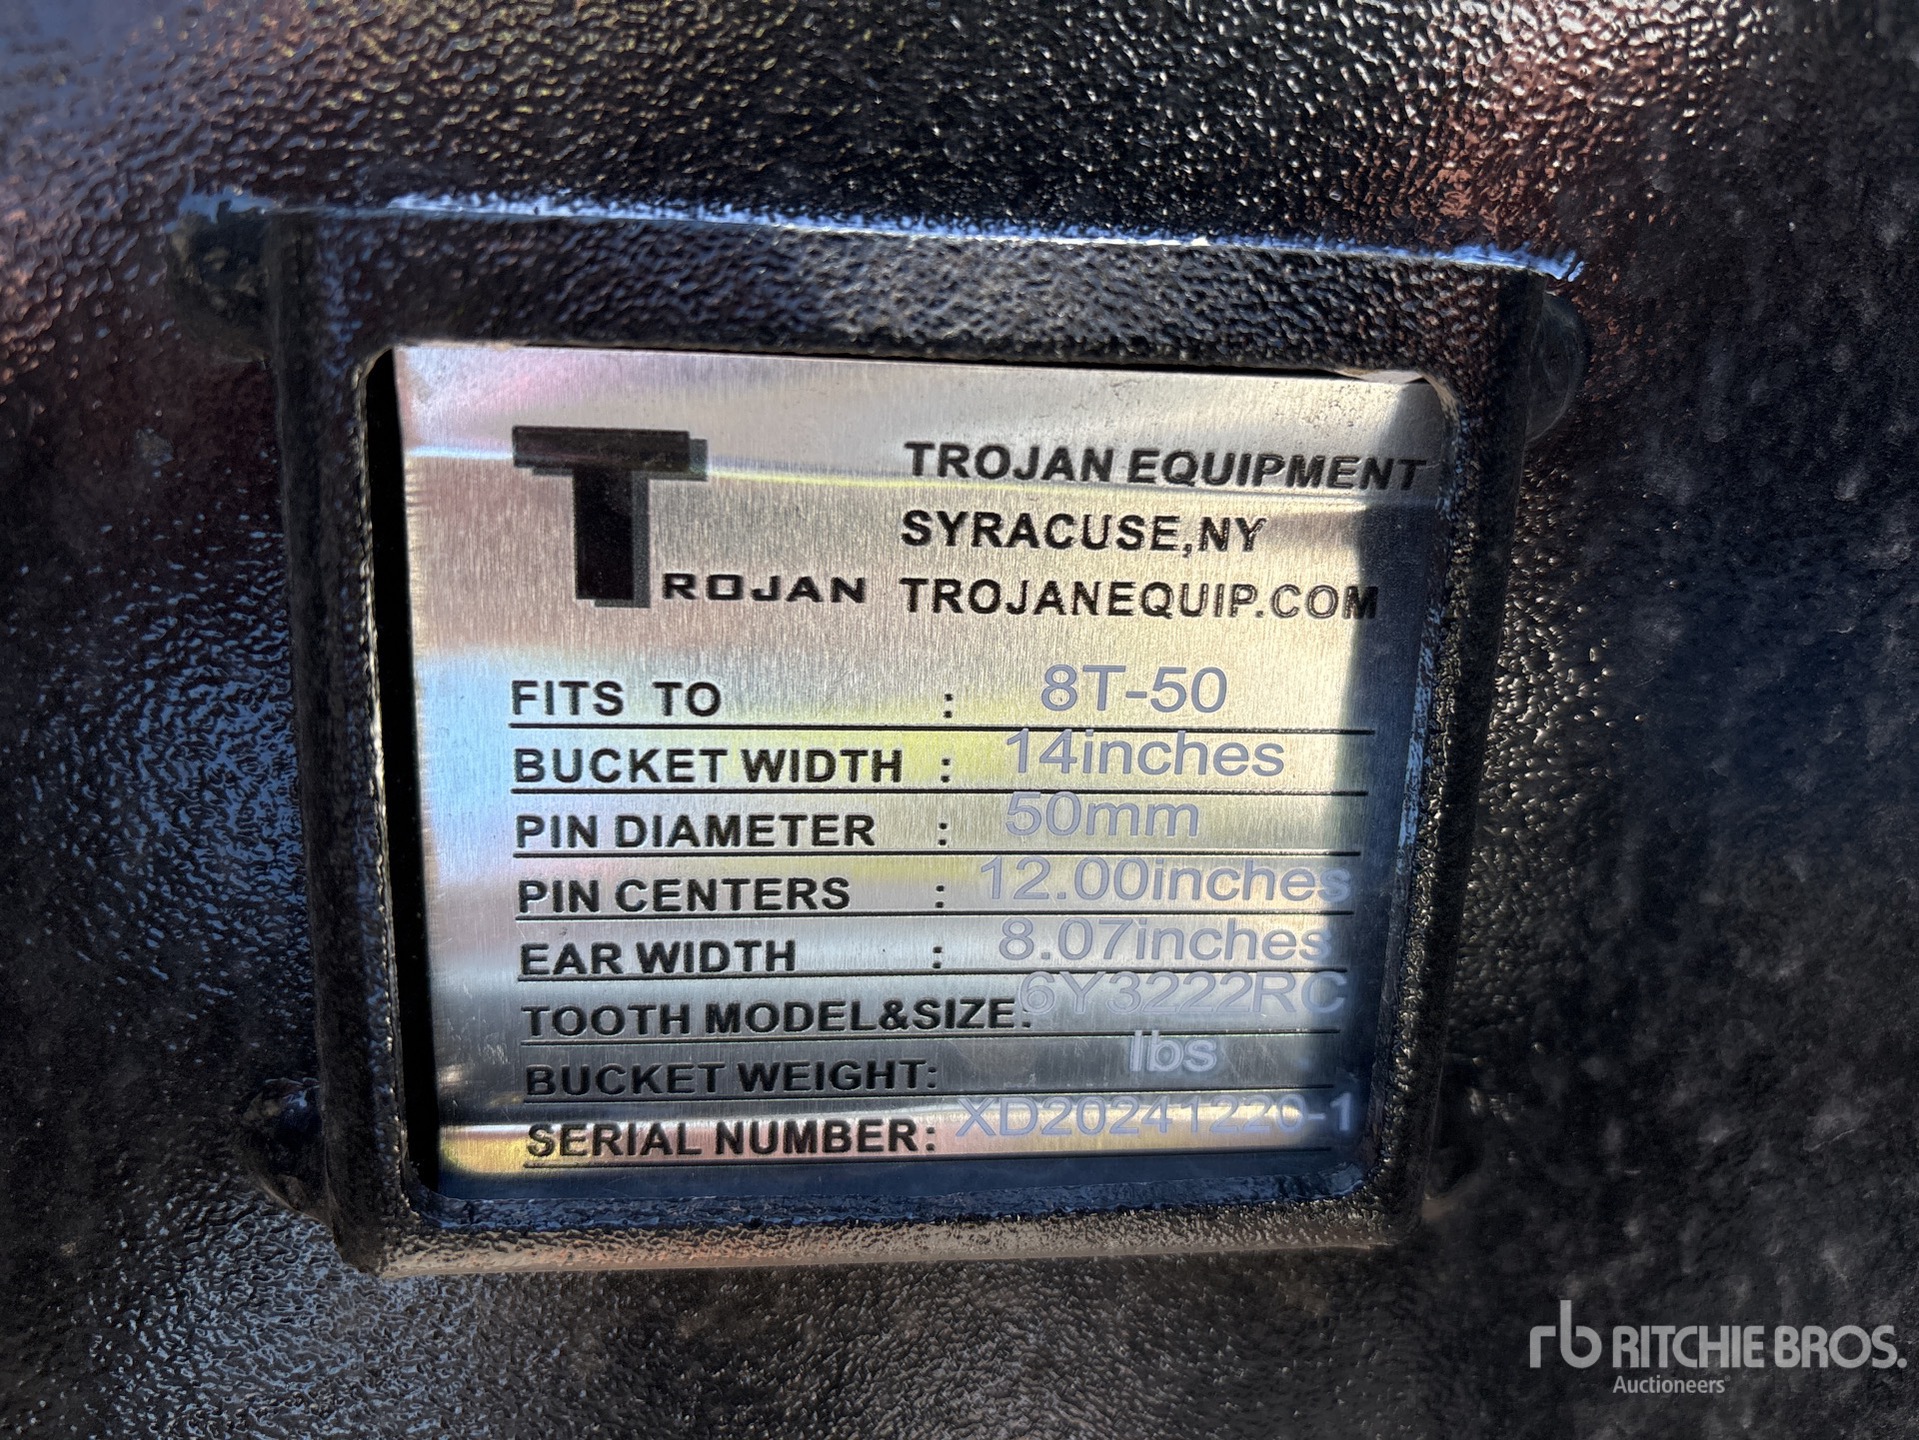 TROJAN
TROJAN EQUIPMENT
SYRACUSE,NY
TROJANEQUIP.COM
FITS TO : 8T-50
BUCKET WIDTH : 14inches
PIN DIAMETER : 50mm
PIN CENTERS : 12.00inches
EAR WIDTH : 8.07inches
TOOTH MODEL&SIZE: 6Y3222RC
BUCKET WEIGHT: lbs
SERIAL NUMBER: XD20241220-1
rb RITCHIE BROS.
Auctioneers